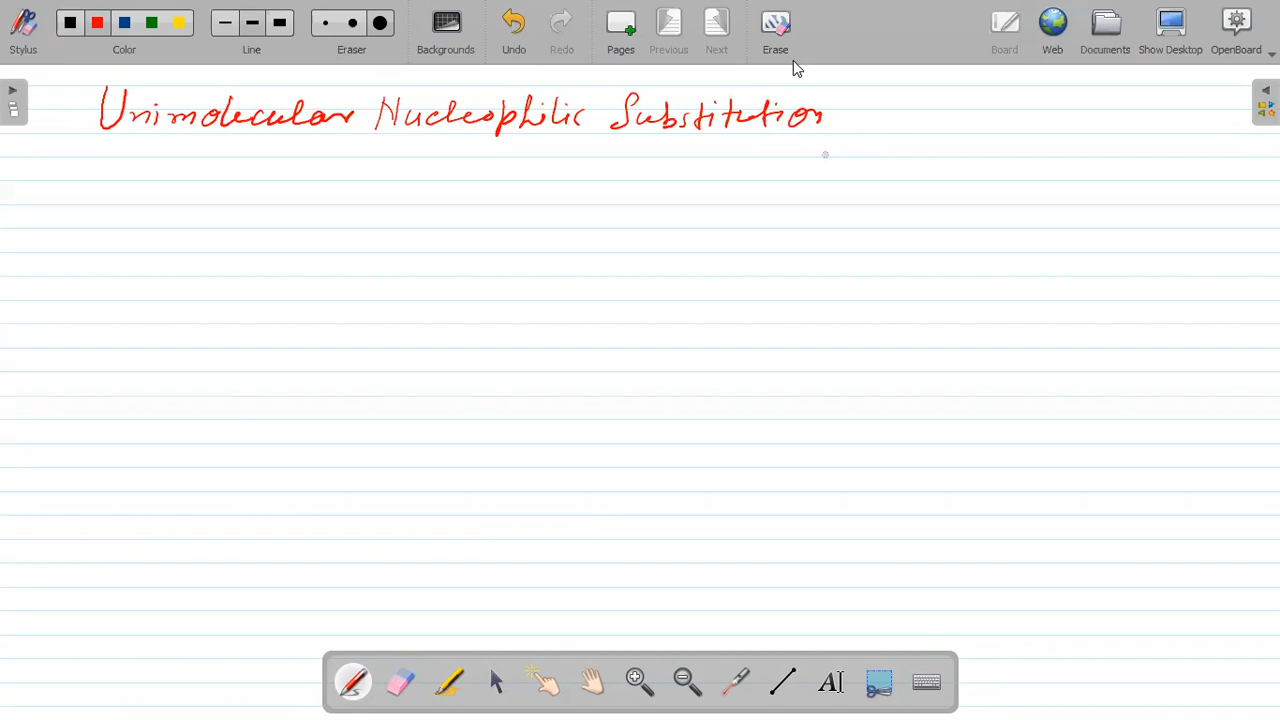 Stylus Color Line Eraser Backgrounds Undo Redo Pages Previous Next Erase Board Web Documents Show Desktop OpenBoard
Unimolecular Nucleophilic Substitution